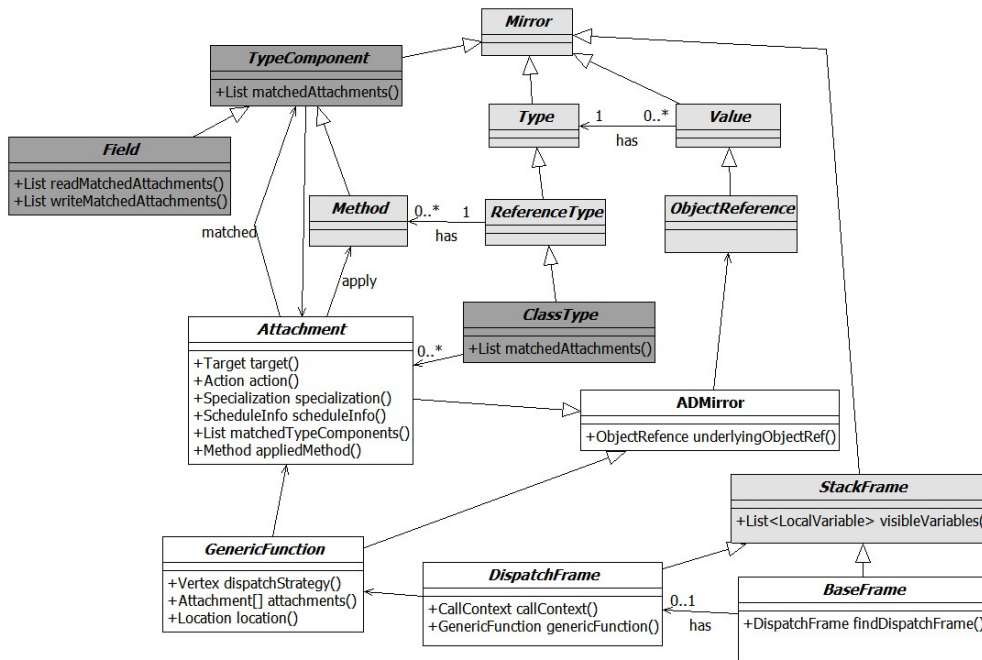 Mirror
TypeComponent
+List matchedAttachments()
Type
1
0..*
has
Value
Field
+List readMatchedAttachments()
+List writeMatchedAttachments()
Method
0..*
1
has
ReferenceType
ObjectReference
matched
apply
ClassType
+List matchedAttachments()
0..*
Attachment
+Target target()
+Action action()
+Specialization specialization()
+ScheduleInfo scheduleInfo()
+List matchedTypeComponents()
+Method appliedMethod()
ADMirror
+ObjectRefence underlyingObjectRef()
StackFrame
+List<LocalVariable> visibleVariables(
GenericFunction
+Vertex dispatchStrategy()
+Attachment[] attachments()
+Location location()
DispatchFrame
+CallContext callContext()
+GenericFunction genericFunction()
0..1
has
BaseFrame
+DispatchFrame findDispatchFrame()